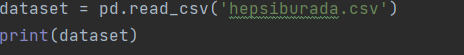 dataset = pd.read_csv('hepsiburada.csv')
print(dataset)